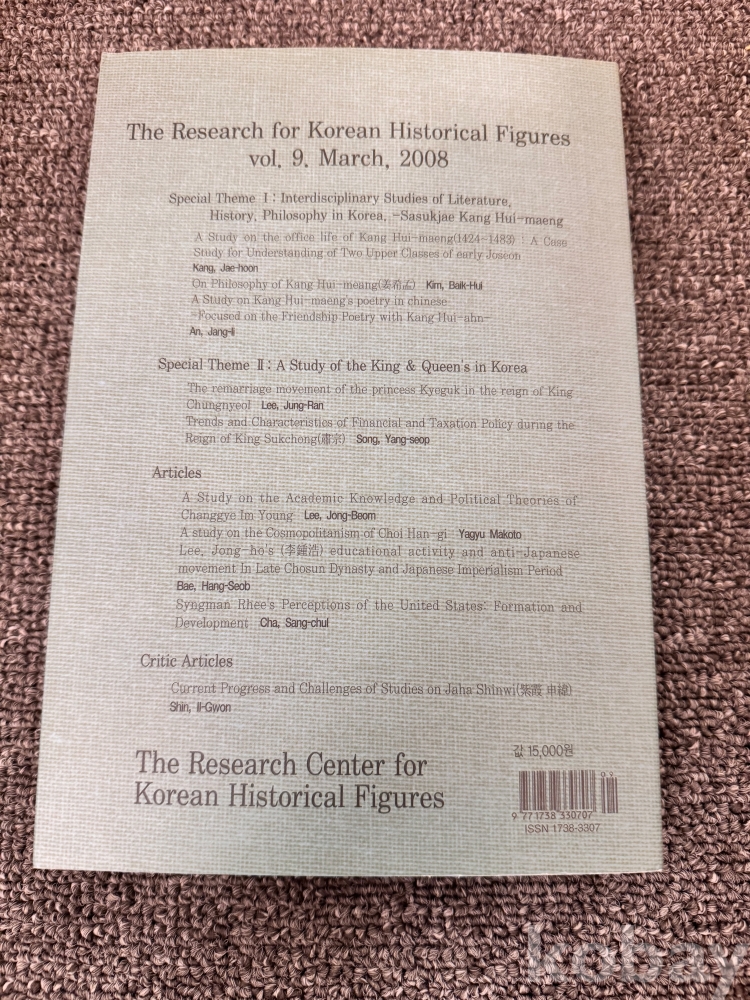 The Research for Korean Historical Figures
vol. 9. March, 2008
Special Theme Ⅰ: Interdisciplinary Studies of Literature,
History, Philosophy in Korea, -Sasukjae Kang Hui-maeng
A Study on the office life of Kang Hui-maeng(1424-1483) : A Case
Study for Understanding of Two Upper Classes of early Joseon
Kang, Jae-hoon
On Philosophy of Kang Hui-meang(姜希孟) Kim, Baik-Hui
A Study on Kang Hui-maeng's poetry in chinese
-Focused on the Friendship Poetry with Kang Hui-ahn-
An, Jang-li
Special Theme Ⅱ: A Study of the King & Queen's in Korea
The remarriage movement of the princess Kyeguk in the reign of King
Chungnyeol Lee, Jung-Ran
Trends and Characteristics of Financial and Taxation Policy during the
Reign of King Sukchong(肅宗) Song, Yang-seop
Articles
A Study on the Academic Knowledge and Political Theories of
Changgye Im Young Lee, Jong-Beom
A study on the Cosmopolitanism of Choi Han-gi Yagyu Makoto
Lee, Jong-ho's (李鍾浩) educational activity and anti-Japanese
movement In Late Chosun Dynasty and Japanese Imperialism Period
Bae, Hang-Seob
Syngman Rhee's Perceptions of the United States: Formation and
Development Cha, Sang-chul
Critic Articles
Current Progress and Challenges of Studies on Jaha Shinwi(紫霞 申緯)
Shin, Il-Gwon
The Research Center for
Korean Historical Figures
값 15,000원
09
9 771738 330707
ISSN 1738-3307
kobay